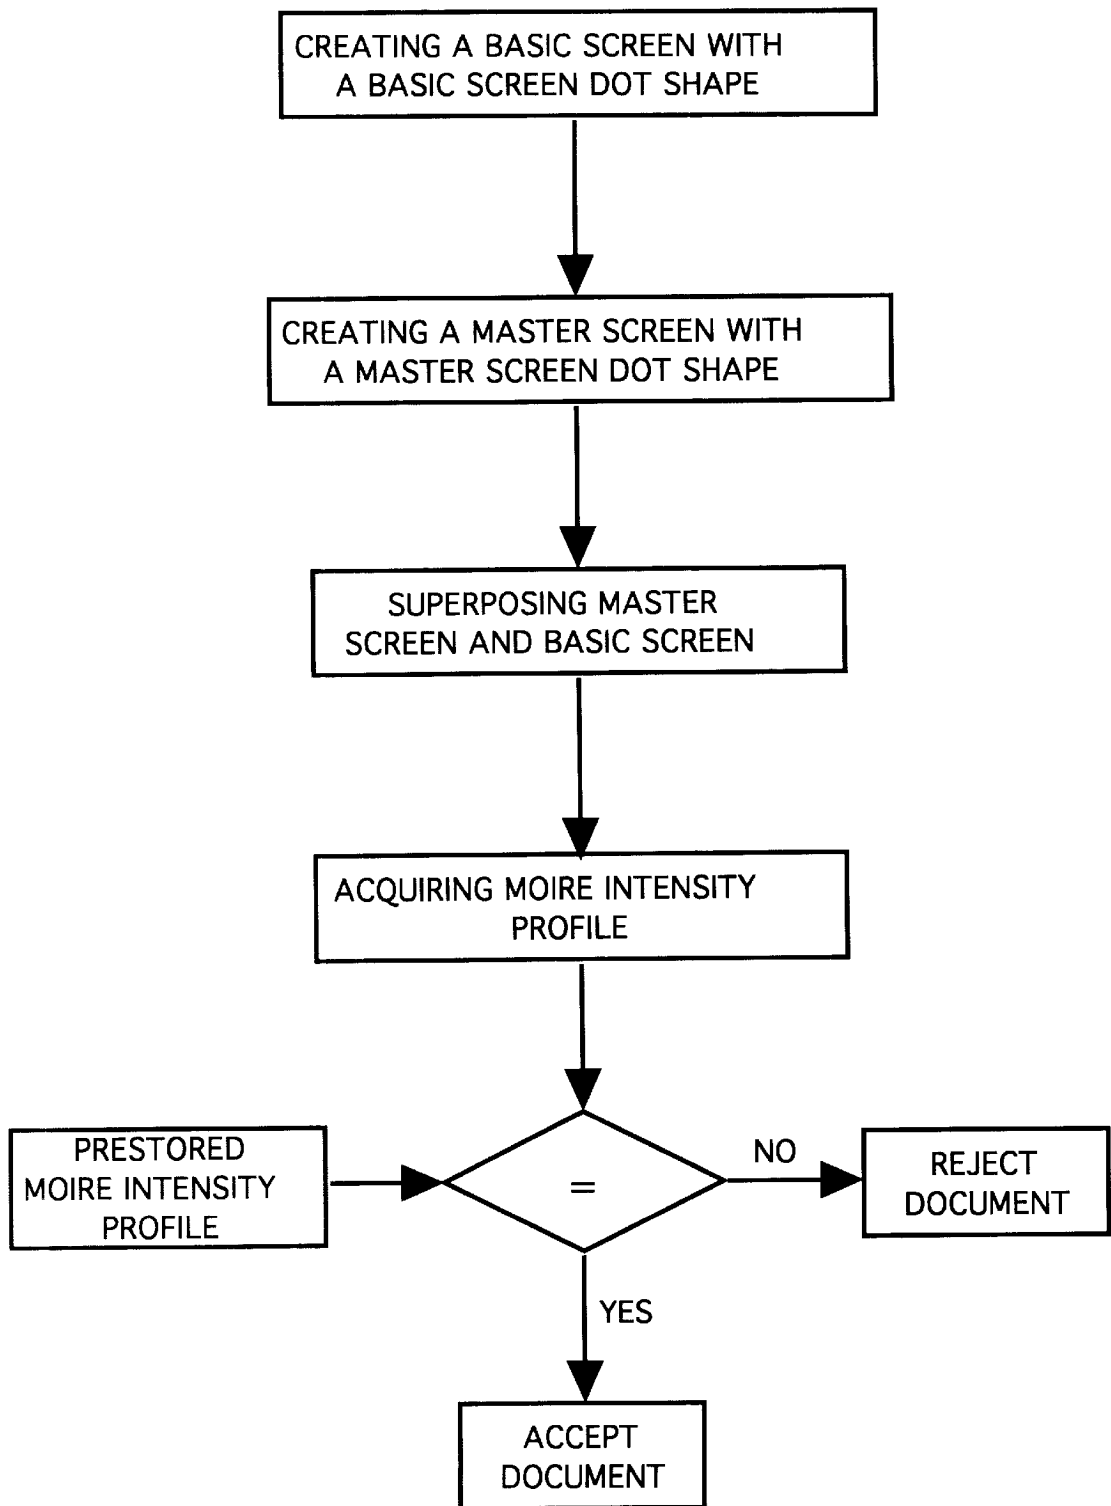 CREATING A BASIC SCREEN WITH
A BASIC SCREEN DOT SHAPE
CREATING A MASTER SCREEN WITH
A MASTER SCREEN DOT SHAPE
SUPERPOSING MASTER
SCREEN AND BASIC SCREEN
ACQUIRING MOIRE INTENSITY
PROFILE
PRESTORED
MOIRE INTENSITY
PROFILE
=
NO
REJECT
DOCUMENT
YES
ACCEPT
DOCUMENT